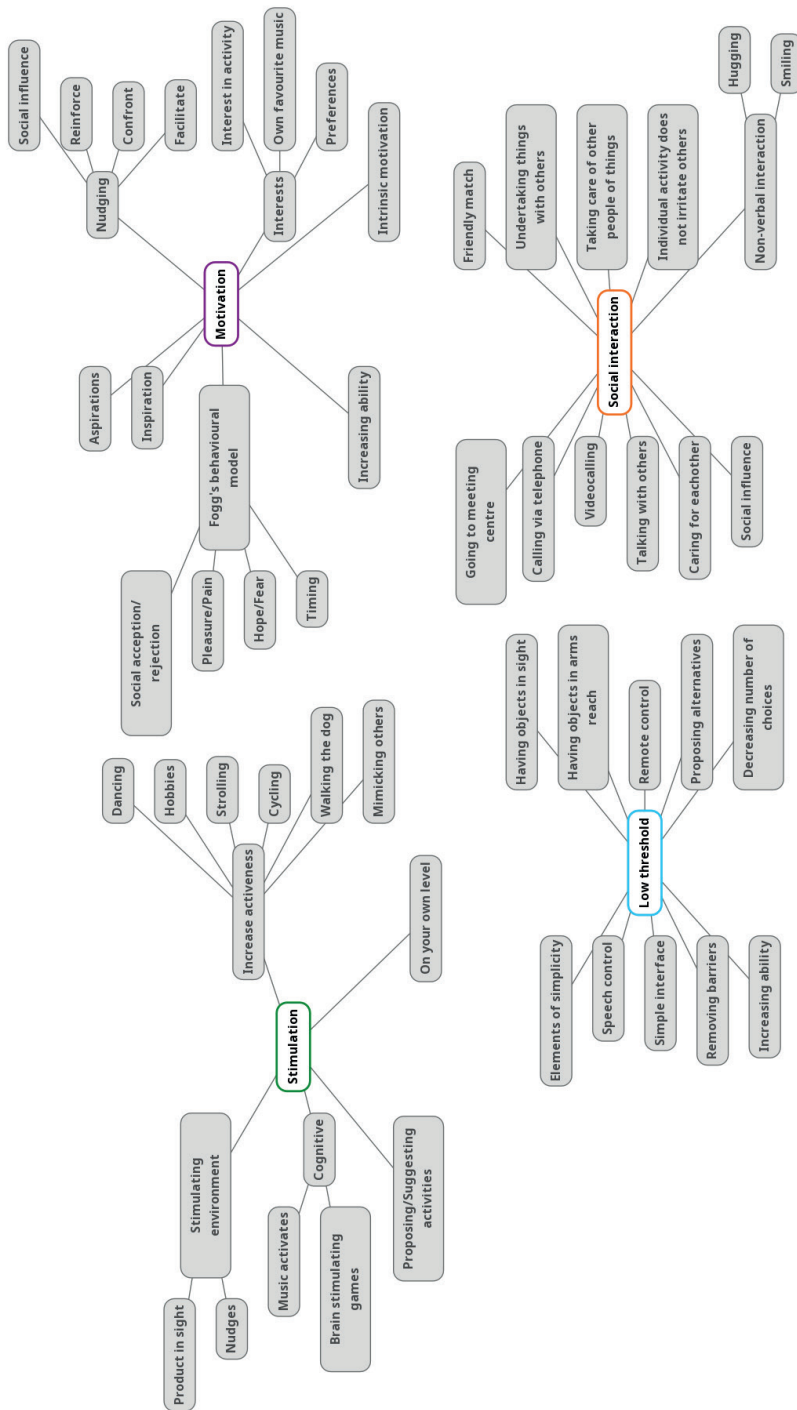 Product in sight
Nudges
Stimulating
environment
Music activates
Brain stimulating
games
Cognitive
Proposing/Suggesting
activities
Stimulation
Increase activeness
Dancing
Hobbies
Strolling
Cycling
Walking the dog
Mimicking others
On your own level
Social acception/
rejection
Pleasure/Pain
Hope/Fear
Timing
Fogg's behavioural
model
Aspirations
Inspiration
Increasing ability
Motivation
Nudging
Social influence
Reinforce
Confront
Facilitate
Interests
Interest in activity
Own favourite music
Preferences
Intrinsic motivation
Elements of simplicity
Speech control
Simple interface
Removing barriers
Increasing ability
Low threshold
Having objects in sight
Having objects in arms
reach
Remote control
Proposing alternatives
Decreasing number of
choices
Going to meeting
centre
Calling via telephone
Videocalling
Talking with others
Caring for eachother
Social influence
Social interaction
Friendly match
Undertaking things
with others
Taking care of other
people of things
Individual activity does
not irritate others
Non-verbal interaction
Hugging
Smiling